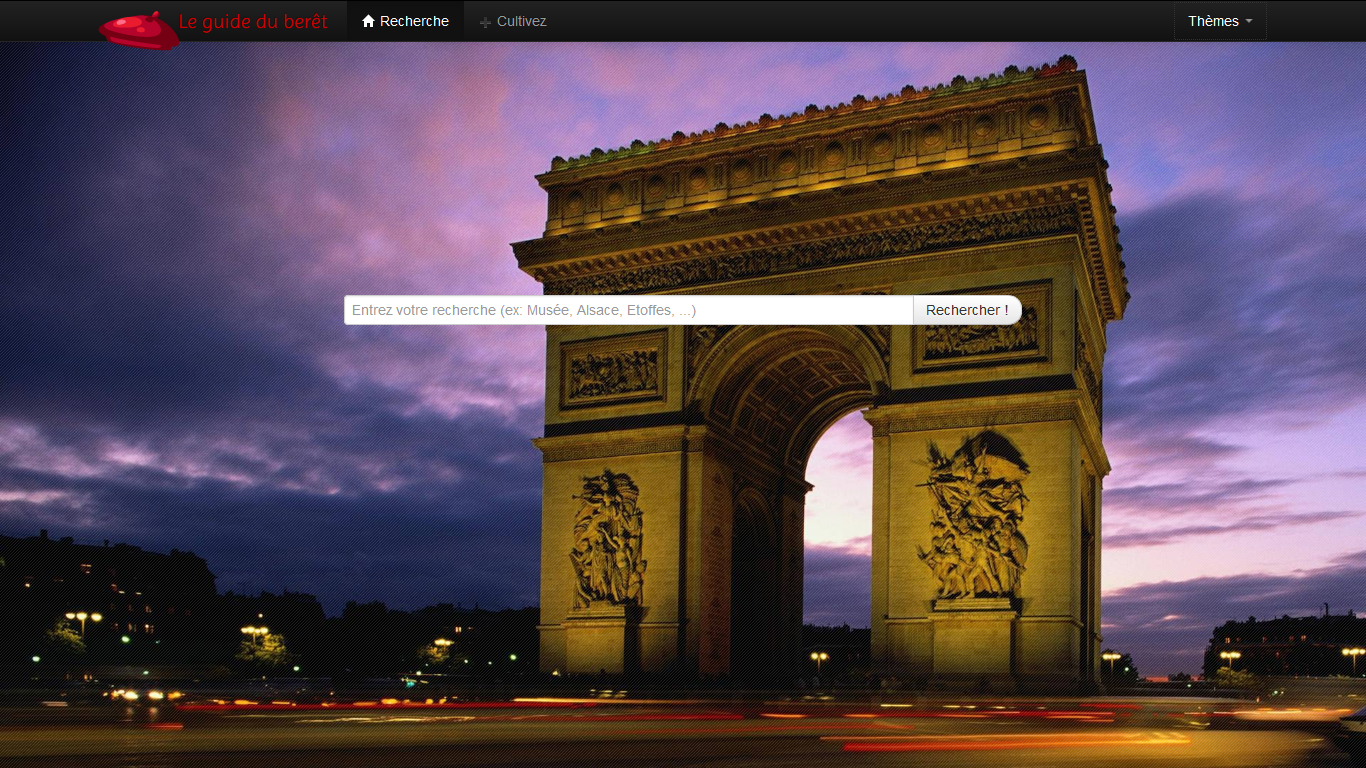 Le guide du berêt
Recherche
Cultivez
Thèmes
Entrez votre recherche (ex: Musée, Alsace, Etoffes, ...)
Rechercher !